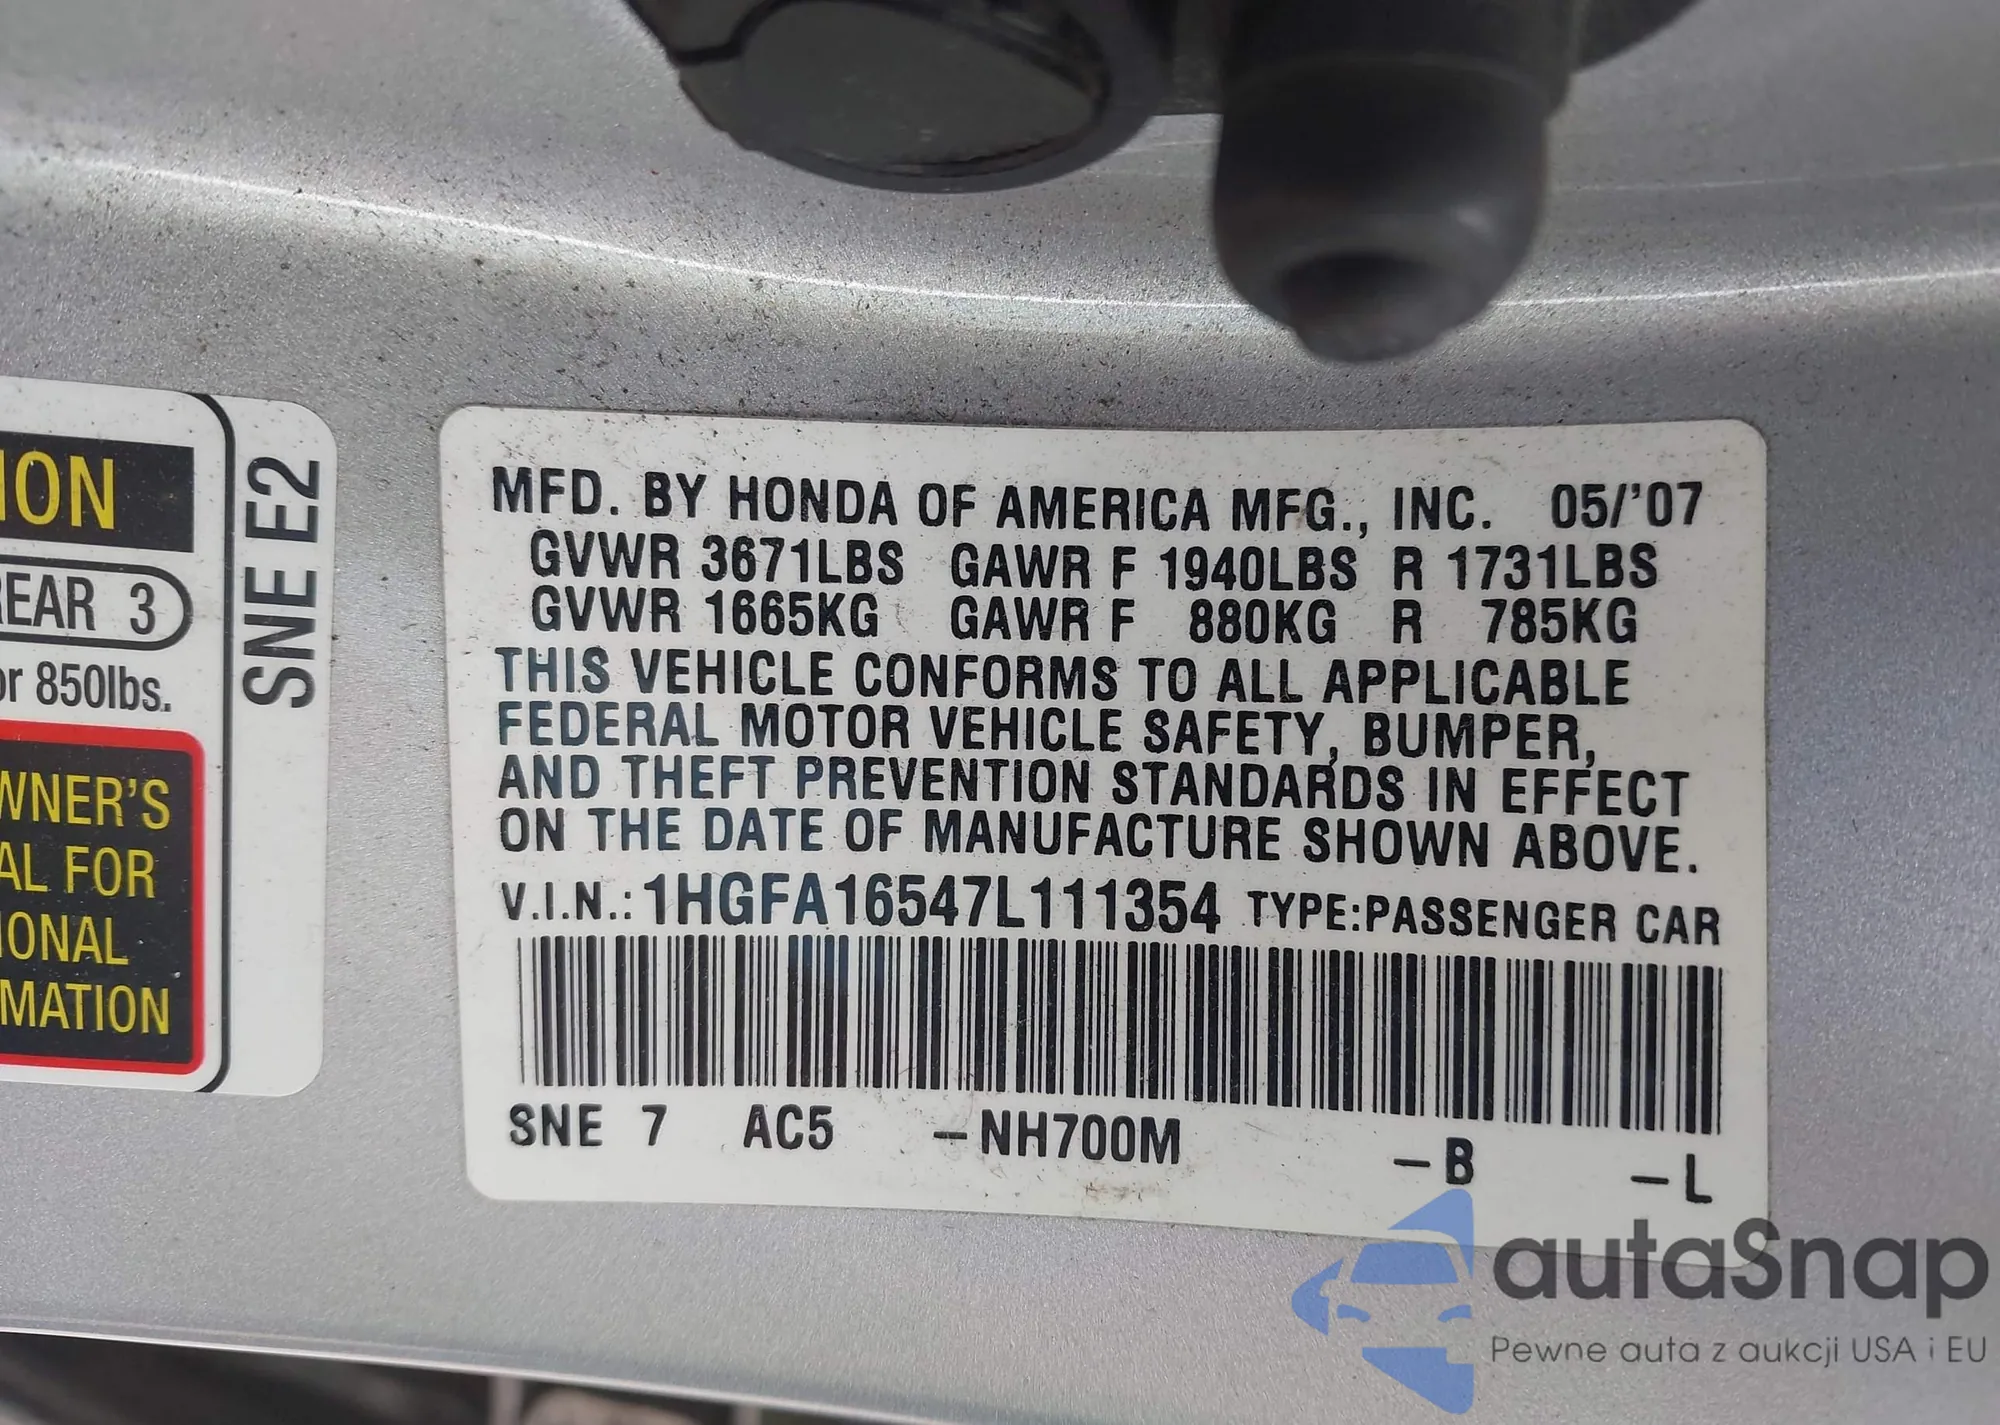 ION
REAR 3
or 850lbs.
WNER'S
AL FOR
IONAL
MATION
SNE E2
MFD. BY HONDA OF AMERICA MFG., INC. 05/'07
GVWR 3671LBS GAWR F 1940LBS R 1731LBS
GVWR 1665KG GAWR F 880KG R 785KG
THIS VEHICLE CONFORMS TO ALL APPLICABLE
FEDERAL MOTOR VEHICLE SAFETY, BUMPER,
AND THEFT PREVENTION STANDARDS IN EFFECT
ON THE DATE OF MANUFACTURE SHOWN ABOVE.
V.I.N.: 1HGFA16547L111354 TYPE:PASSENGER CAR
SNE 7 AC5 -NH700M -B -L
autaSnap
Pewne auta z aukcji USA i EU